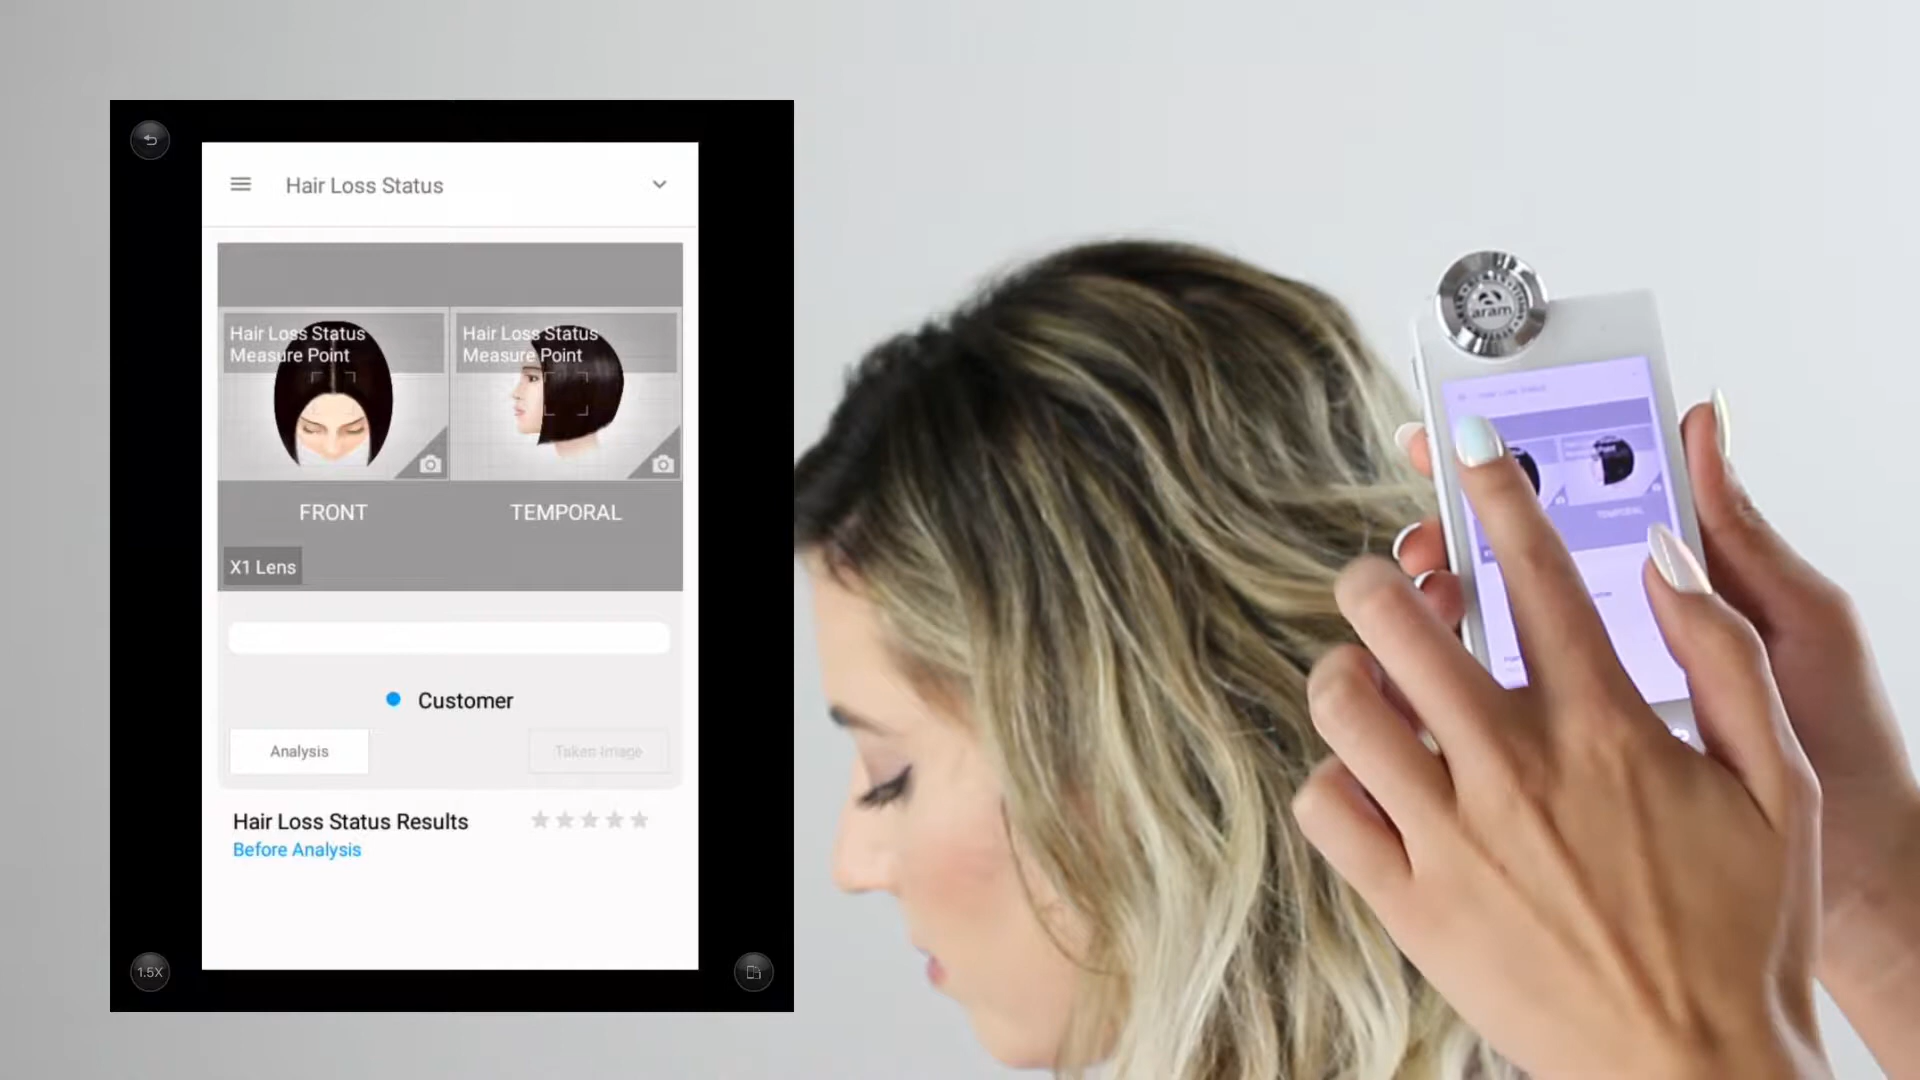 Hair Loss Status
Hair Loss Status
Measure Point
Hair Loss Status
Measure Point
FRONT
TEMPORAL
X1 Lens
Customer
Analysis
Taken Image
Hair Loss Status Results
Before Analysis
1.5X
aram
TEMPORAL